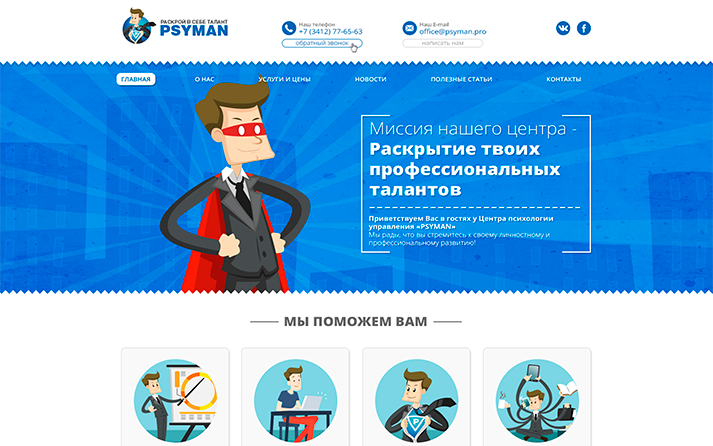 РАСКРОЙ В СЕБЕ ТАЛАНТ
PSYMAN
Наш телефон
+7 (3412) 77-65-63
обратный звонок
Наш E-mail
office@psyman.pro
написать нам
ГЛАВНАЯ
О НАС
УСЛУГИ И ЦЕНЫ
НОВОСТИ
ПОЛЕЗНЫЕ СТАТЬИ
КОНТАКТЫ
Миссия нашего центра -
Раскрытие твоих
профессиональных
талантов
Приветствуем Вас в гостях у Центра психологии
управления «PSYMAN»
Мы рады, что вы стремитесь к своему личностному и
профессиональному развитию!
МЫ ПОМОЖЕМ ВАМ